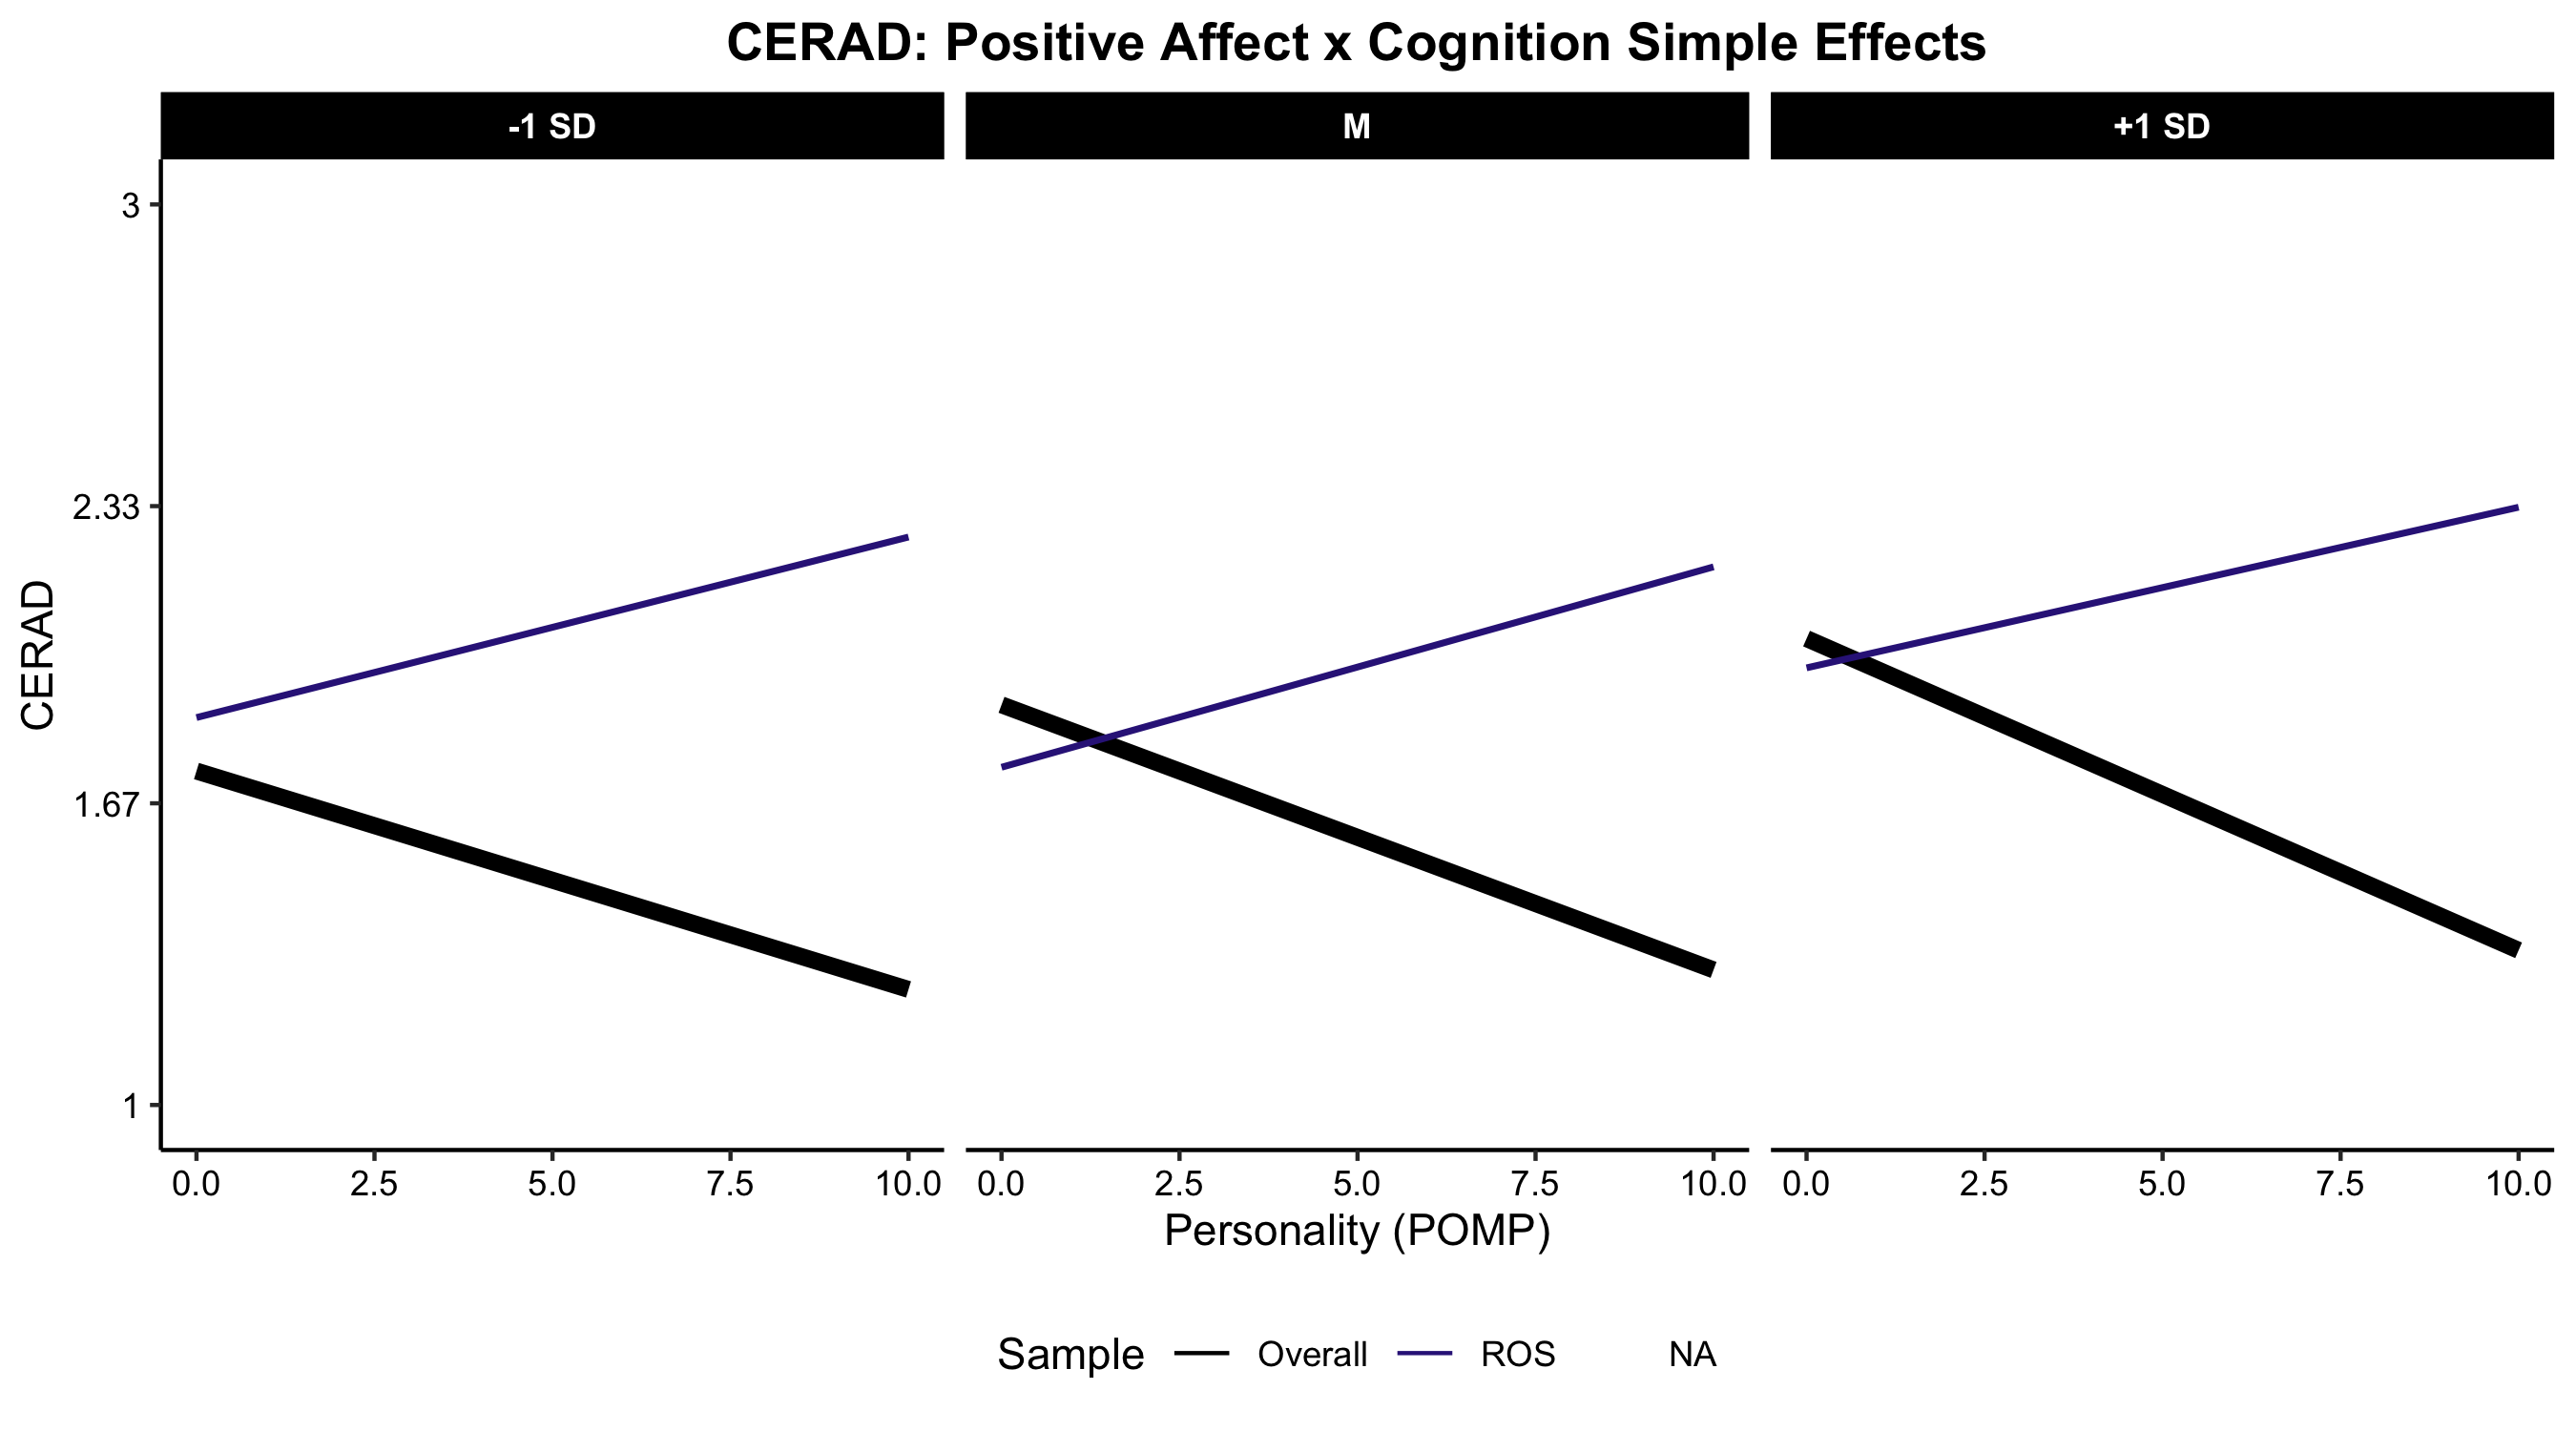 CERAD: Positive Affect x Cognition Simple Effects
-1 SD M +1 SD
3
2.33
1.67
1
CERAD
0.0 2.5 5.0 7.5 10.0 0.0 2.5 5.0 7.5 10.0 0.0 2.5 5.0 7.5 10.0
Personality (POMP)
Sample Overall ROS NA